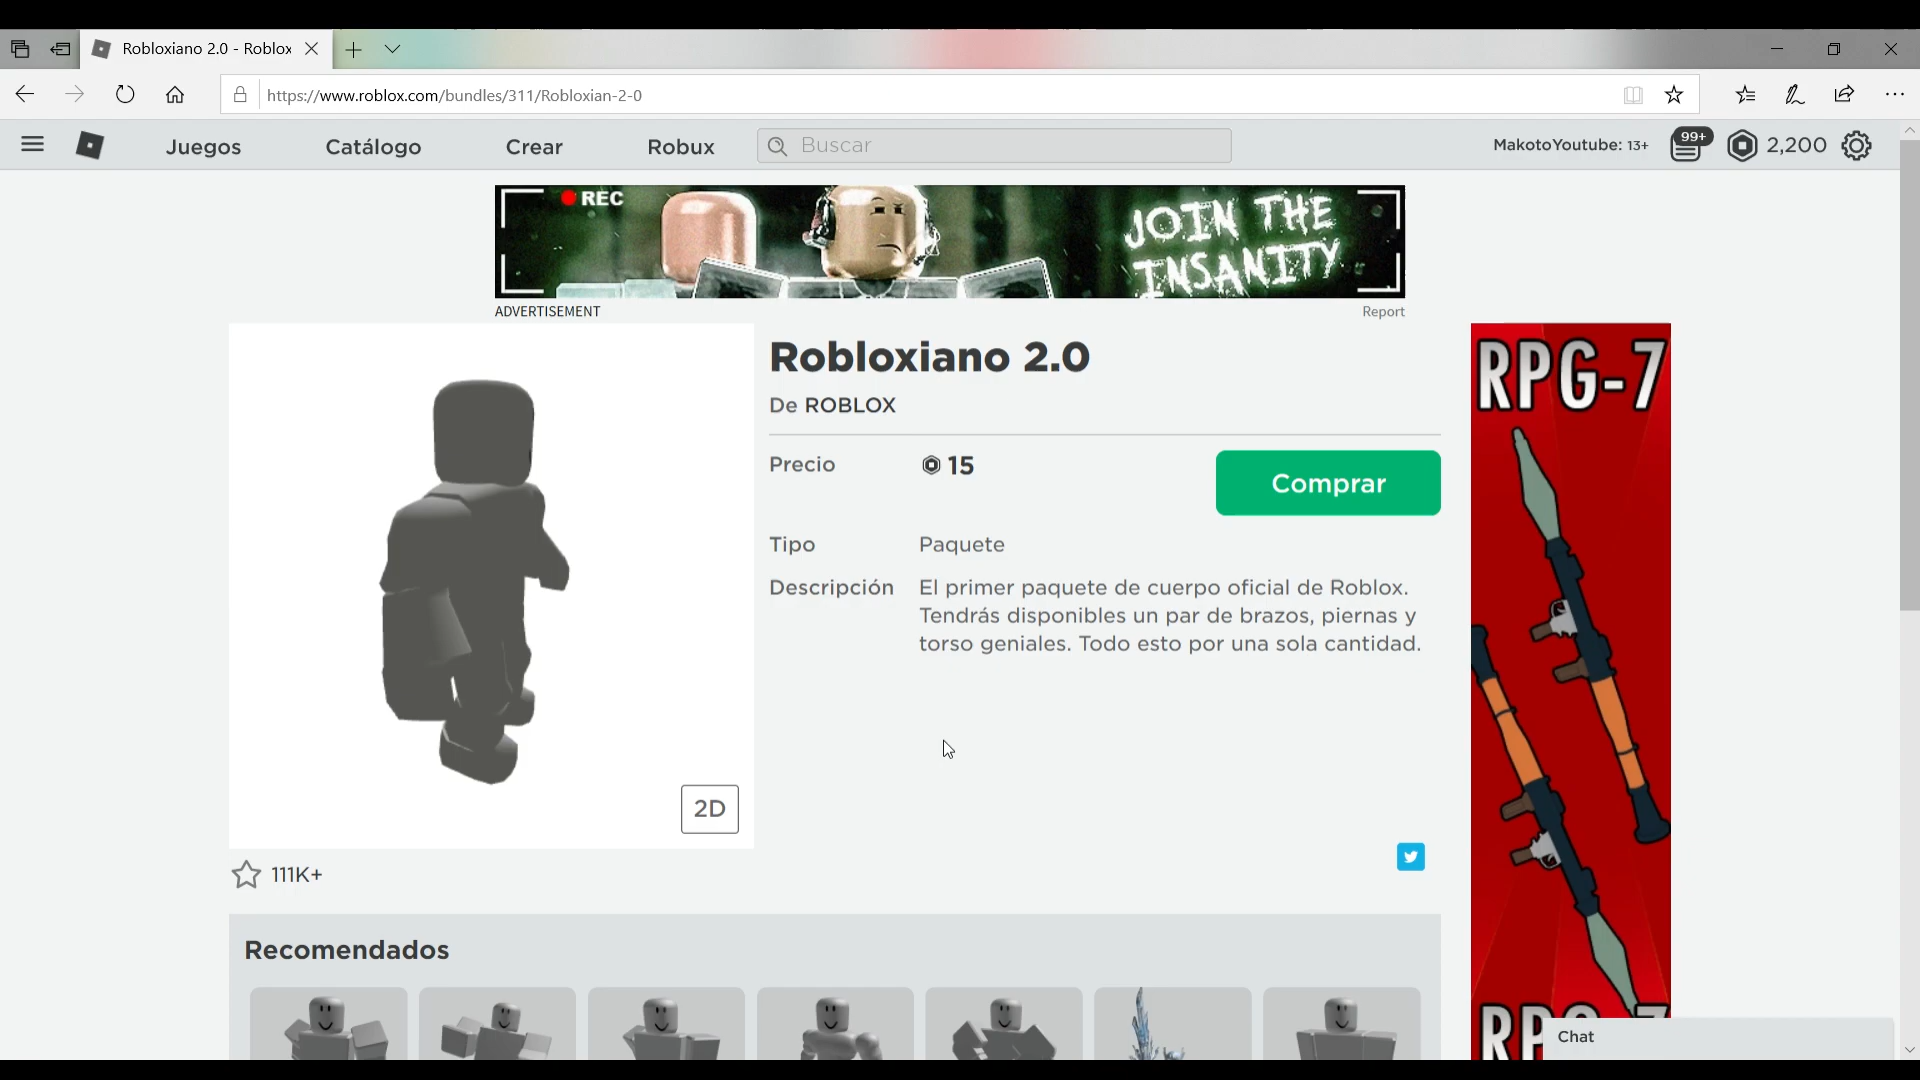 Robloxiano 2.0 - Roblox
https://www.roblox.com/bundles/311/Robloxian-2-0
Juegos
Catálogo
Crear
Robux
Buscar
MakotoYoutube: 13+
99+
2,200
REC
JOIN THE
INSANITY
ADVERTISEMENT
Report
Robloxiano 2.0
De ROBLOX
Precio
15
Comprar
Tipo
Paquete
Descripción
El primer paquete de cuerpo oficial de Roblox.
Tendrás disponibles un par de brazos, piernas y
torso geniales. Todo esto por una sola cantidad.
2D
111K+
RPG-7
Recomendados
RPG-7
Chat